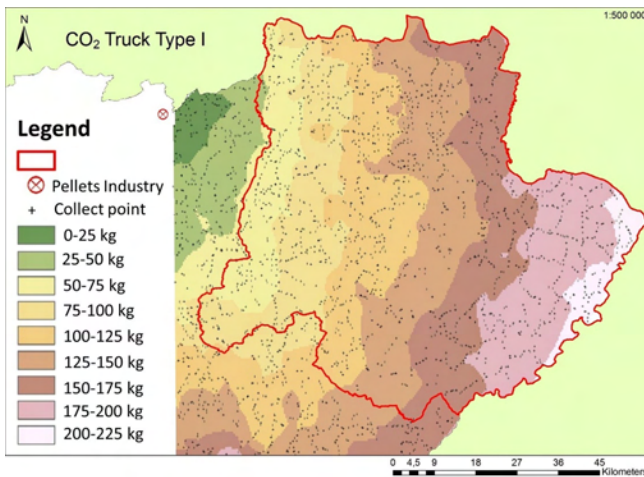 N
CO₂ Truck Type I
1:500 000
Legend
Pellets Industry
Collect point
0-25 kg
25-50 kg
50-75 kg
75-100 kg
100-125 kg
125-150 kg
150-175 kg
175-200 kg
200-225 kg
0 4,5 9 18 27 36 45
Kilometers